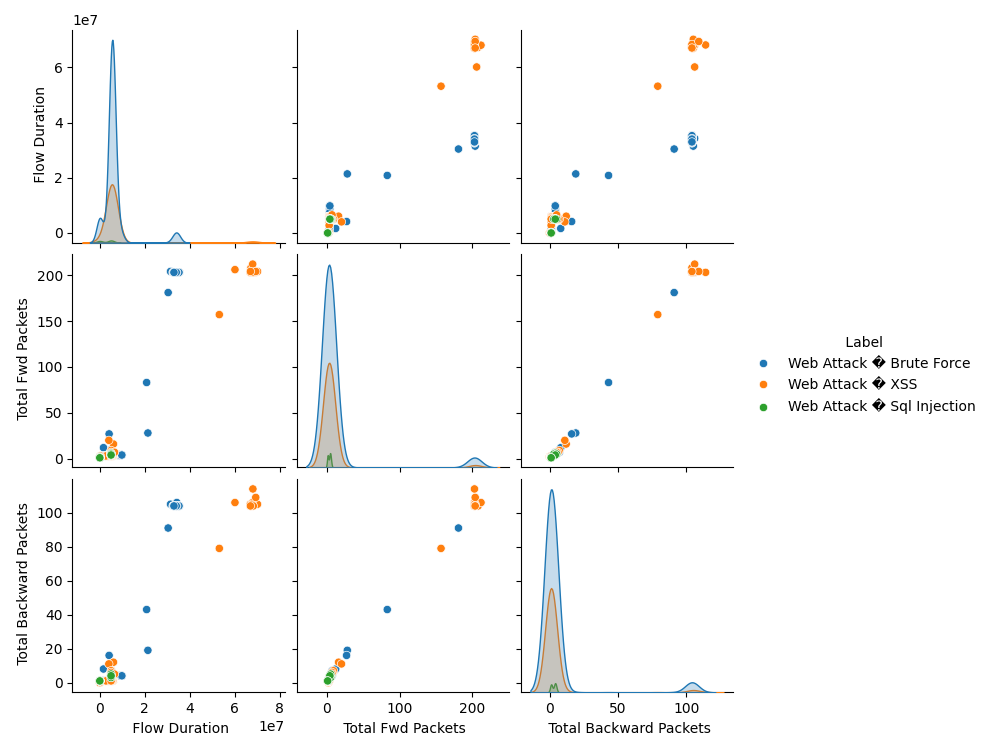 1e7
Flow Duration
6
4
2
0
Total Fwd Packets
200
150
100
50
0
Label
Web Attack � Brute Force
Web Attack � XSS
Web Attack � Sql Injection
Total Backward Packets
100
80
60
40
20
0
0 2 4 6 8 0 100 200 0 50 100
1e7
Flow Duration Total Fwd Packets Total Backward Packets